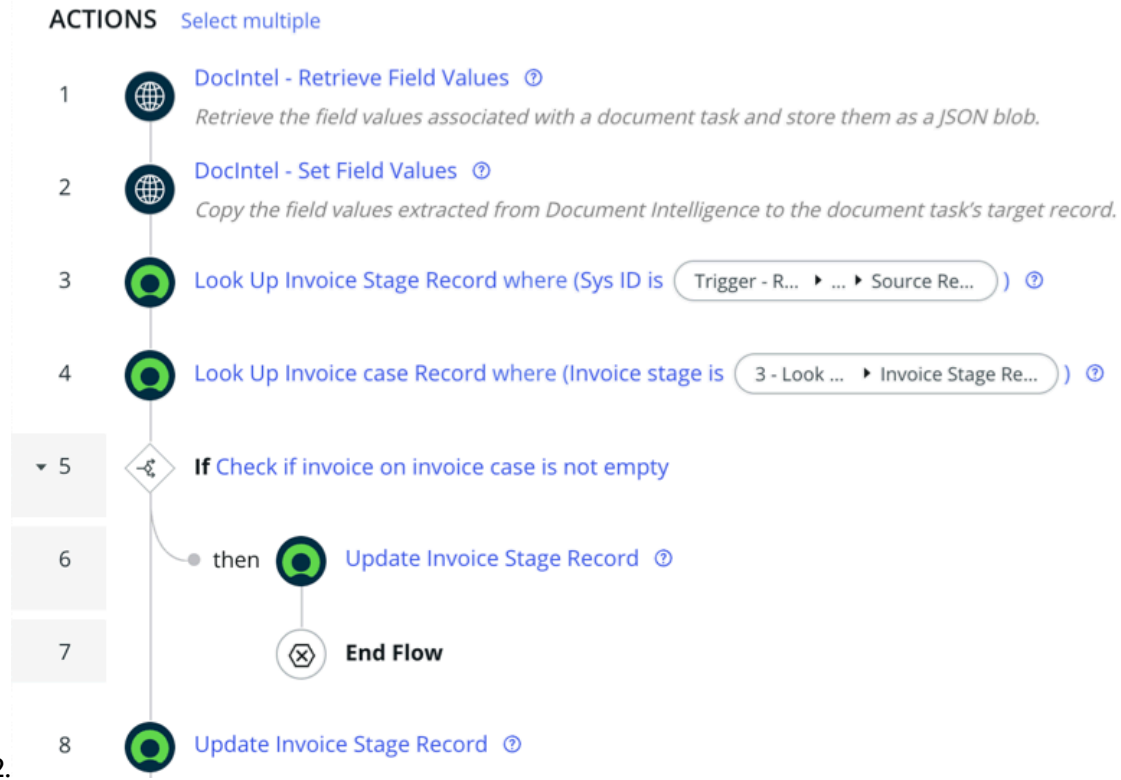 ACTIONS Select multiple
1 DocIntel - Retrieve Field Values ?
Retrieve the field values associated with a document task and store them as a JSON blob.
2 DocIntel - Set Field Values ?
Copy the field values extracted from Document Intelligence to the document task's target record.
3 Look Up Invoice Stage Record where (Sys ID is Trigger - R... ▸ ... ▸ Source Re... ) ?
4 Look Up Invoice case Record where (Invoice stage is 3 - Look ... ▸ Invoice Stage Re... ) ?
5 If Check if invoice on invoice case is not empty
6 then Update Invoice Stage Record ?
7 End Flow
8 Update Invoice Stage Record ?
2.